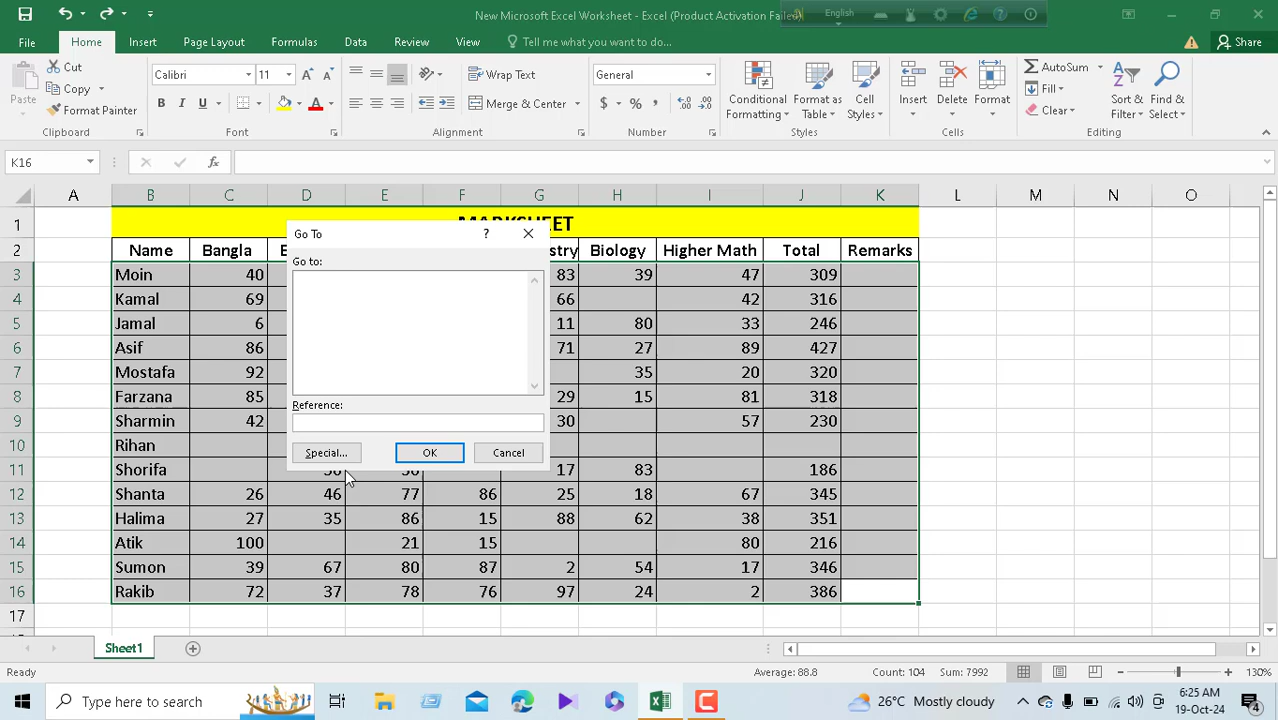 New Microsoft Excel Worksheet - Excel (Product Activation Failed)
English
File Home Insert Page Layout Formulas Data Review View Tell me what you want to do... Share
Paste Cut Copy Format Painter Clipboard
Calibri 11 B I U A Font
Wrap Text Merge & Center Alignment
General $ % Number
Conditional Formatting Format as Table Cell Styles Styles
Insert Delete Format Cells
AutoSum Fill Clear Sort & Filter Find & Select Editing
K16 fx
A B C D E F G H I J K L M N O
1 MARKSHEET
2 Name Bangla E stry Biology Higher Math Total Remarks
3 Moin 40 83 39 47 309
4 Kamal 69 66 42 316
5 Jamal 6 11 80 33 246
6 Asif 86 71 27 89 427
7 Mostafa 92 35 20 320
8 Farzana 85 29 15 81 318
9 Sharmin 42 30 57 230
10 Rihan
11 Shorifa 17 83 186
12 Shanta 26 46 77 86 25 18 67 345
13 Halima 27 35 86 15 88 62 38 351
14 Atik 100 21 15 80 216
15 Sumon 39 67 80 87 2 54 17 346
16 Rakib 72 37 78 76 97 24 2 386
17
Go To ?
Go to:
Reference:
Special... OK Cancel
Sheet1
Ready Average: 88.8 Count: 104 Sum: 7992 130%
Type here to search 26°C Mostly cloudy 6:25 AM
19-Oct-24 4